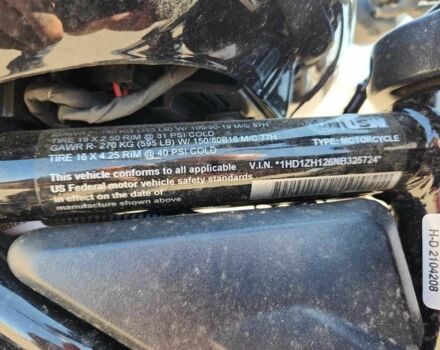 TIRE 19 X 2.50 RIM @ 31 PSI COLD
GAWR R- 270 KG (595 LB) W/ 150/80B16 M/C 77H
TIRE 16 X 4.25 RIM @ 40 PSI COLD
TYPE: MOTORCYCLE
This vehicle conforms to all applicable
US Federal motor vehicle safety standards
in effect on the date of
manufacture shown above
V.I.N. *1HD1ZH126NB325724*
H-D 2104208